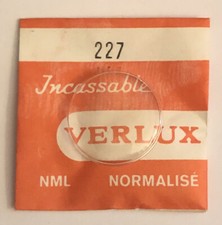 227
Incassable
VERLUX
NML NORMALISÉ